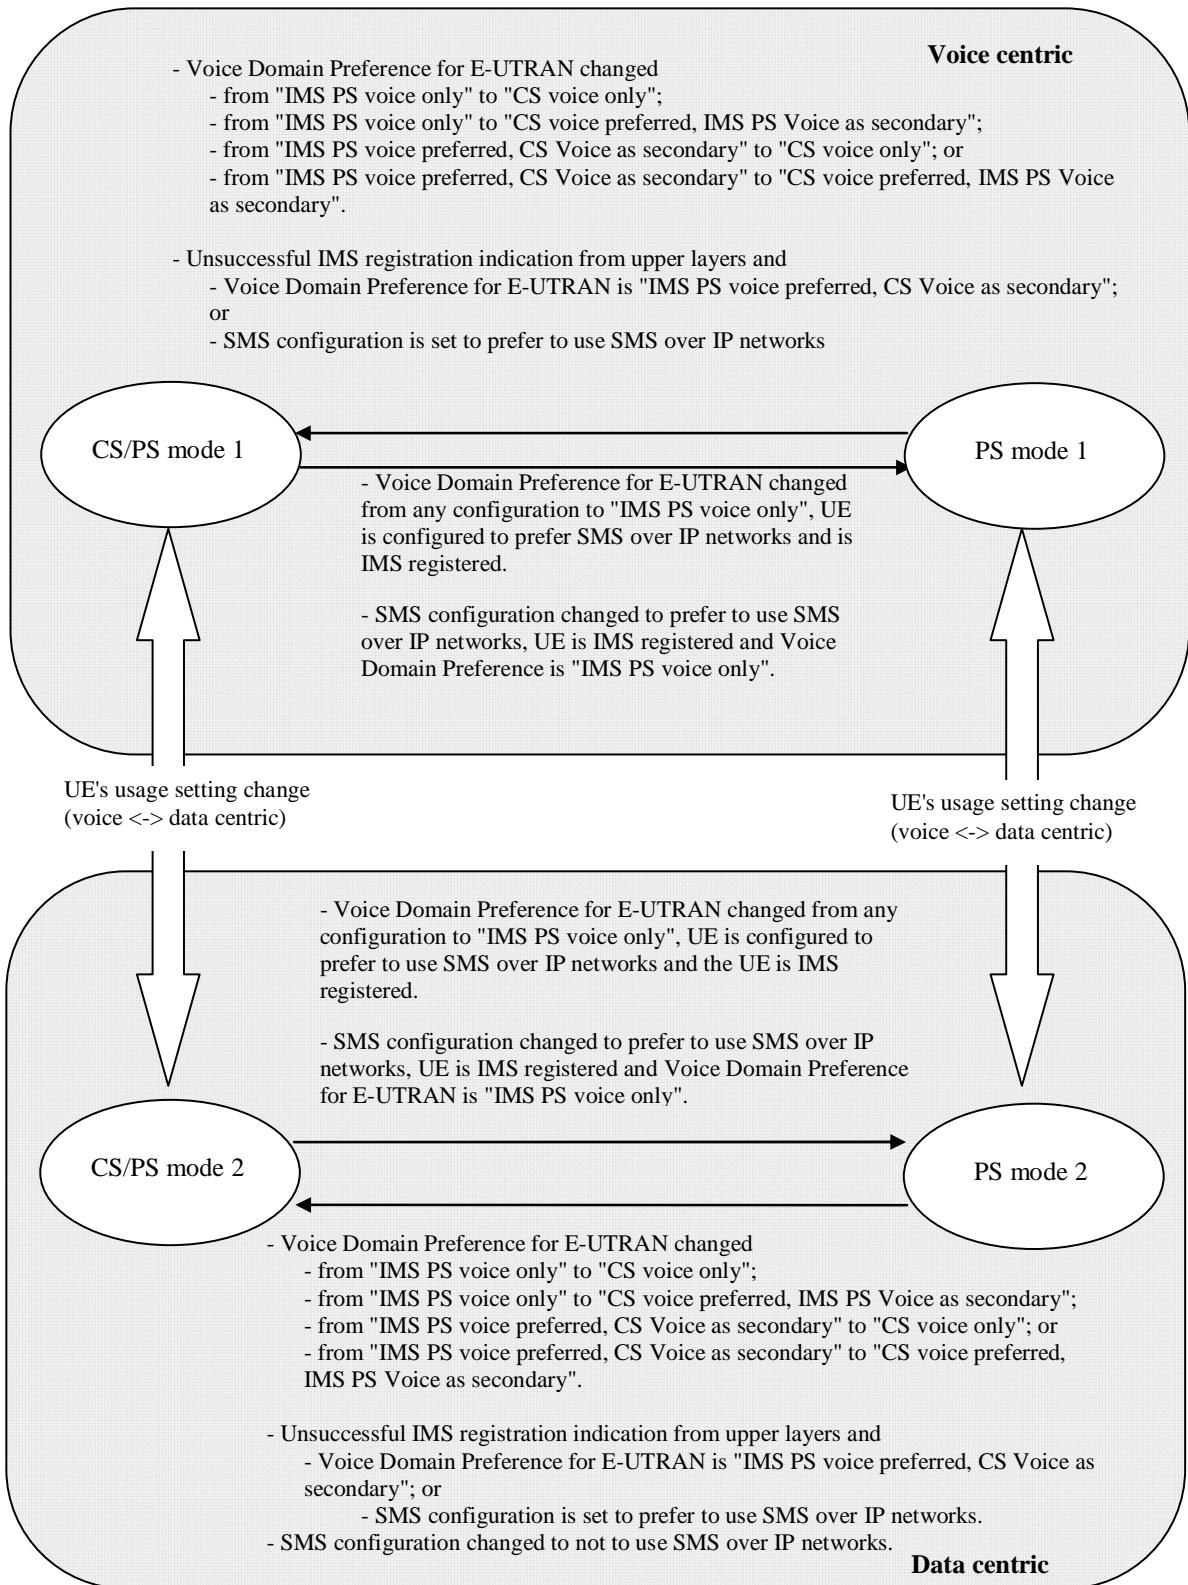 Voice centric
- Voice Domain Preference for E-UTRAN changed
- from "IMS PS voice only" to "CS voice only";
- from "IMS PS voice only" to "CS voice preferred, IMS PS Voice as secondary";
- from "IMS PS voice preferred, CS Voice as secondary" to "CS voice only"; or
- from "IMS PS voice preferred, CS Voice as secondary" to "CS voice preferred, IMS PS Voice
as secondary".
- Unsuccessful IMS registration indication from upper layers and
- Voice Domain Preference for E-UTRAN is "IMS PS voice preferred, CS Voice as secondary";
or
- SMS configuration is set to prefer to use SMS over IP networks
CS/PS mode 1
PS mode 1
- Voice Domain Preference for E-UTRAN changed
from any configuration to "IMS PS voice only", UE
is configured to prefer SMS over IP networks and is
IMS registered.
- SMS configuration changed to prefer to use SMS
over IP networks, UE is IMS registered and Voice
Domain Preference is "IMS PS voice only".
UE's usage setting change
(voice <-> data centric)
UE's usage setting change
(voice <-> data centric)
- Voice Domain Preference for E-UTRAN changed from any
configuration to "IMS PS voice only", UE is configured to
prefer to use SMS over IP networks and the UE is IMS
registered.
- SMS configuration changed to prefer to use SMS over IP
networks, UE is IMS registered and Voice Domain Preference
for E-UTRAN is "IMS PS voice only".
CS/PS mode 2
PS mode 2
- Voice Domain Preference for E-UTRAN changed
- from "IMS PS voice only" to "CS voice only";
- from "IMS PS voice only" to "CS voice preferred, IMS PS Voice as secondary";
- from "IMS PS voice preferred, CS Voice as secondary" to "CS voice only"; or
- from "IMS PS voice preferred, CS Voice as secondary" to "CS voice preferred,
IMS PS Voice as secondary".
- Unsuccessful IMS registration indication from upper layers and
- Voice Domain Preference for E-UTRAN is "IMS PS voice preferred, CS Voice as
secondary"; or
- SMS configuration is set to prefer to use SMS over IP networks.
- SMS configuration changed to not to use SMS over IP networks.
Data centric